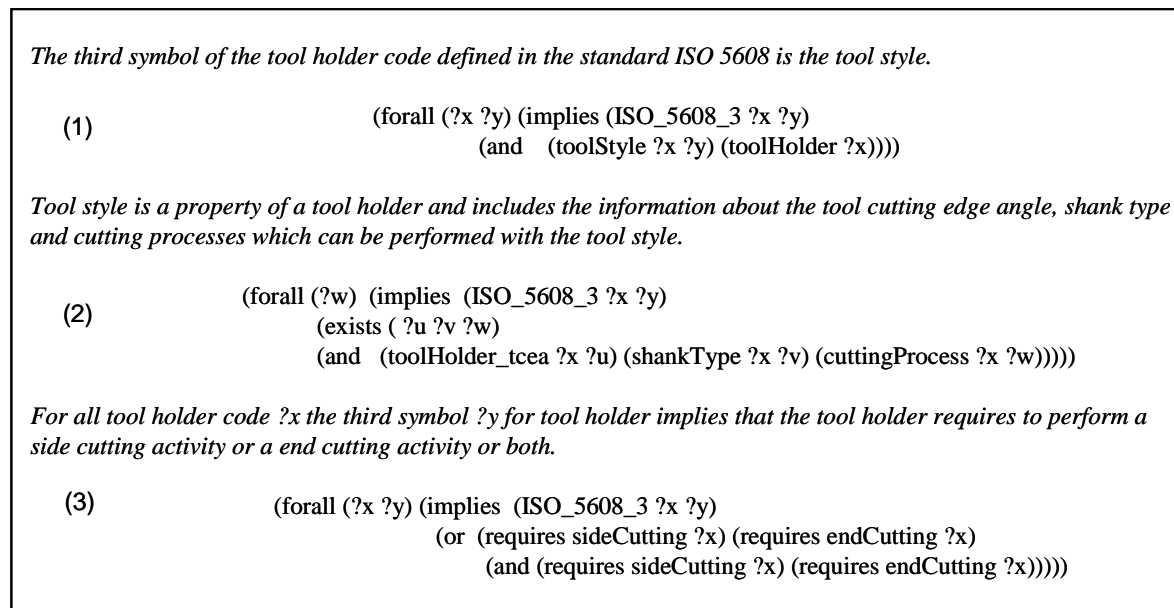 The third symbol of the tool holder code defined in the standard ISO 5608 is the tool style.
(1) (forall (?x ?y) (implies (ISO_5608_3 ?x ?y)
(and (toolStyle ?x ?y) (toolHolder ?x))))
Tool style is a property of a tool holder and includes the information about the tool cutting edge angle, shank type
and cutting processes which can be performed with the tool style.
(2) (forall (?w) (implies (ISO_5608_3 ?x ?y)
(exists ( ?u ?v ?w)
(and (toolHolder_tcea ?x ?u) (shankType ?x ?v) (cuttingProcess ?x ?w)))))
For all tool holder code ?x the third symbol ?y for tool holder implies that the tool holder requires to perform a
side cutting activity or a end cutting activity or both.
(3) (forall (?x ?y) (implies (ISO_5608_3 ?x ?y)
(or (requires sideCutting ?x) (requires endCutting ?x)
(and (requires sideCutting ?x) (requires endCutting ?x)))))